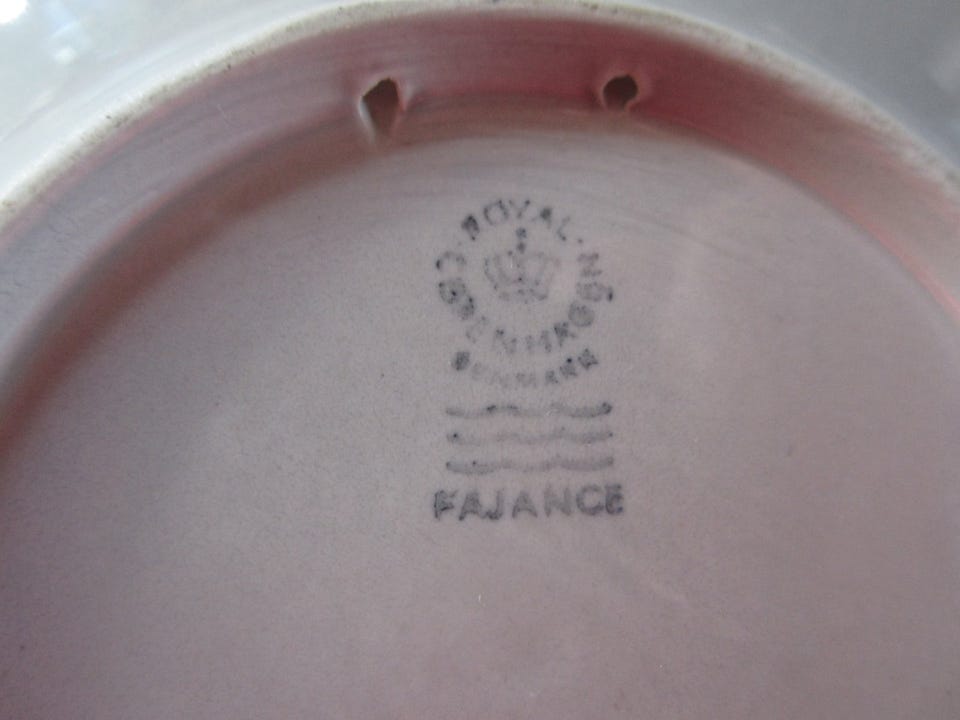 ROYAL · COPENHAGEN ·
DENMARK
FAJANCE